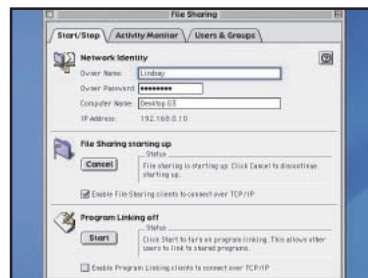 File Sharing
Start/Stop Activity Monitor Users & Groups
Network Identity
Owner Name: Lindsay
Owner Password: ●●●●●●●●
Computer Name: Desktop G3
IP Address: 192.168.0.10
File Sharing starting up
Status
Cancel
File sharing is starting up. Click Cancel to discontinue
starting up.
Enable File Sharing clients to connect over TCP/IP
Program Linking off
Status
Start
Click Start to turn on program linking. This allows other
users to link to shared programs.
Enable Program Linking clients to connect over TCP/IP